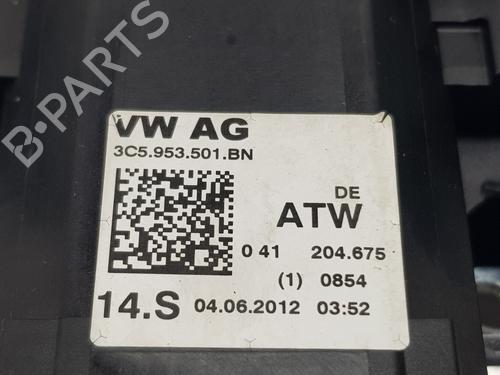 B-PARTS
VW AG
3C5.953.501.BN
DE
ATW
0 41 204.675
(1) 0854
14.S 04.06.2012 03:52